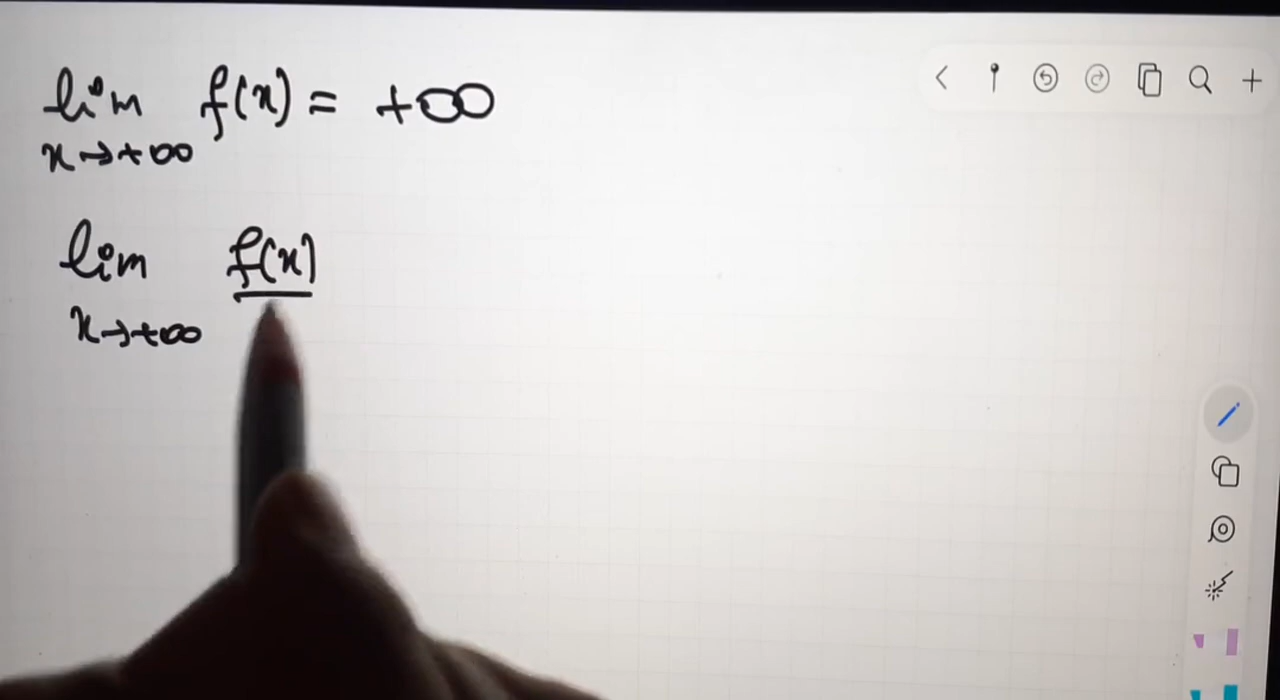 lim f(x) = +∞
x→+∞
lim f(x)
x→+∞